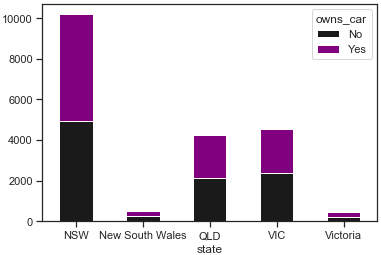 owns_car
No
Yes
10000
8000
6000
4000
2000
0
NSW New South Wales QLD VIC Victoria
state